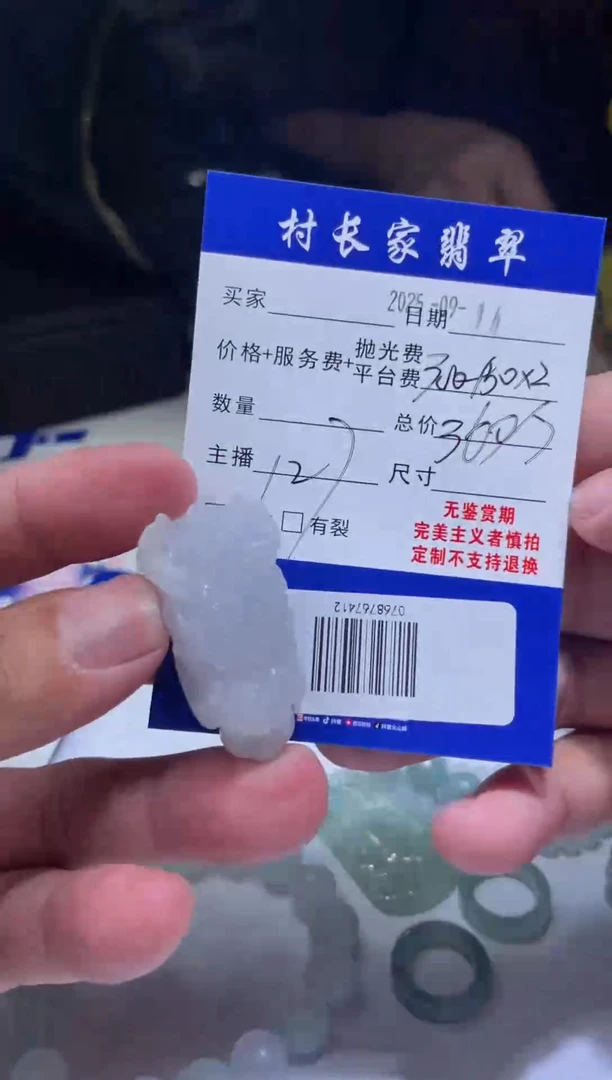 村长家翡翠
买家 日期 2025-09-11
价格+服务费+抛光费平台费
数量 总价
主播 12 尺寸
有裂
无鉴赏期
完美主义者慎拍
定制不支持退换
0768767412